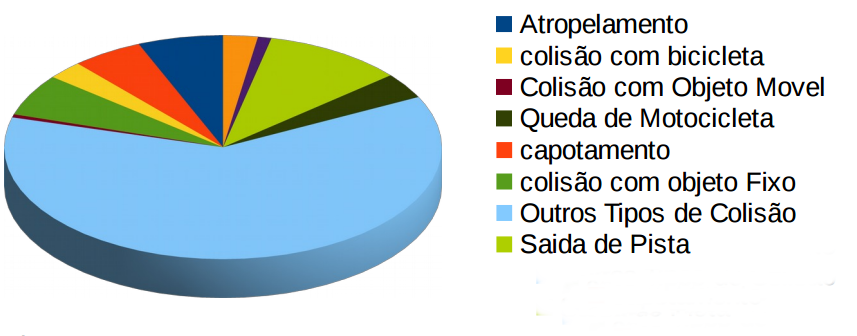 Atropelamento
colisão com bicicleta
Colisão com Objeto Movel
Queda de Motocicleta
capotamento
colisão com objeto Fixo
Outros Tipos de Colisão
Saida de Pista